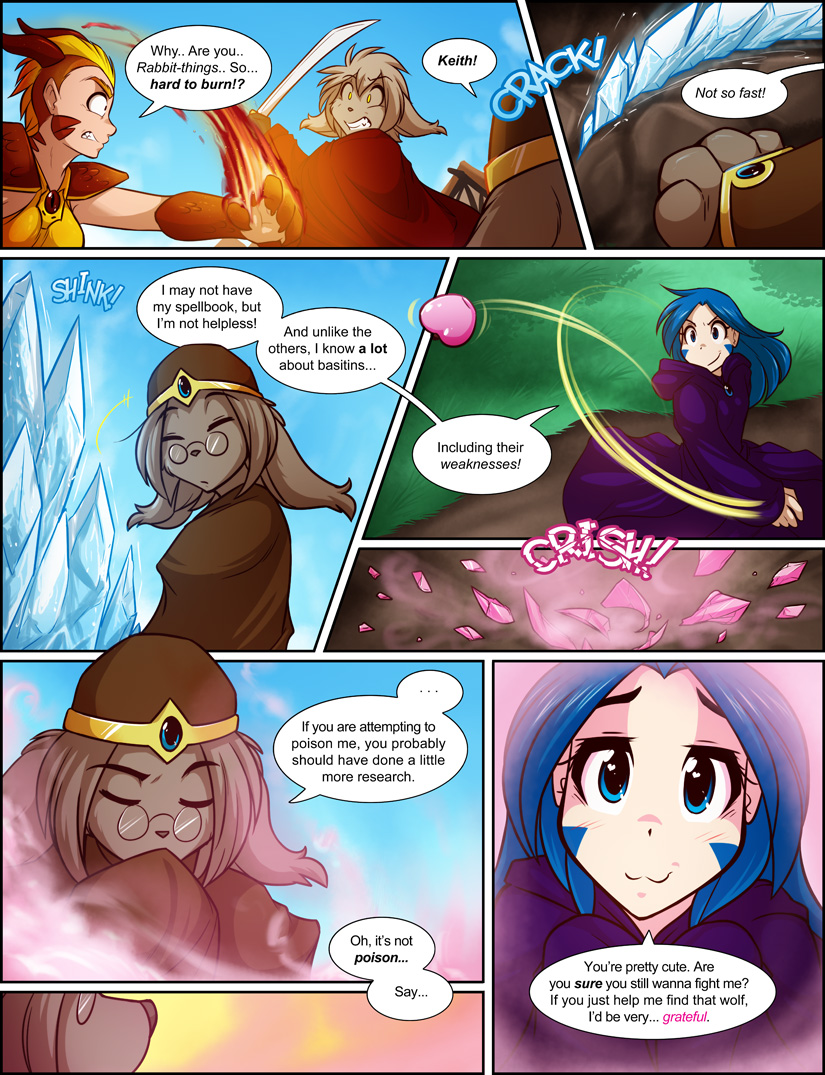 Why.. Are you..
Rabbit-things.. So...
hard to burn!?
Keith!
CRACK!
Not so fast!
SHINK!
I may not have
my spellbook, but
I'm not helpless!
And unlike the
others, I know a lot
about basitins...
Including their
weaknesses!
CRISH!
. . .
If you are attempting to
poison me, you probably
should have done a little
more research.
Oh, it's not
poison...
Say...
You're pretty cute. Are
you sure you still wanna fight me?
If you just help me find that wolf,
I'd be very... grateful.